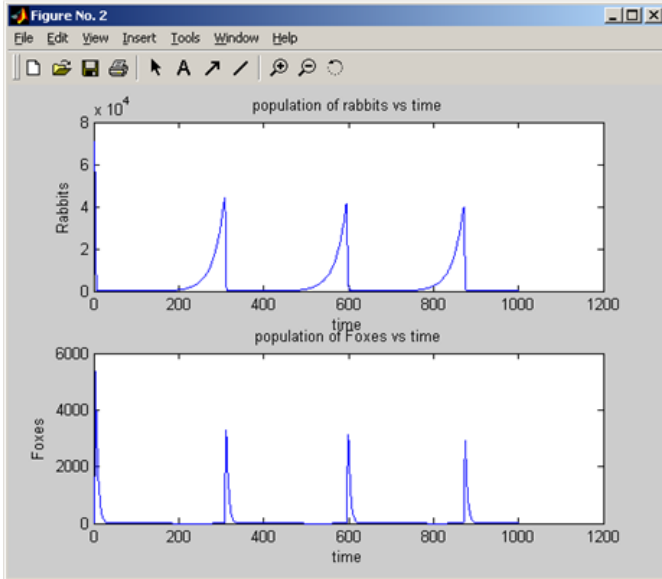 Figure No. 2
File Edit View Insert Tools Window Help
A
population of rabbits vs time
x 10^4
8
6
4
2
0
Rabbits
0 200 400 600 800 1000 1200
time
population of Foxes vs time
6000
4000
2000
0
Foxes
0 200 400 600 800 1000 1200
time